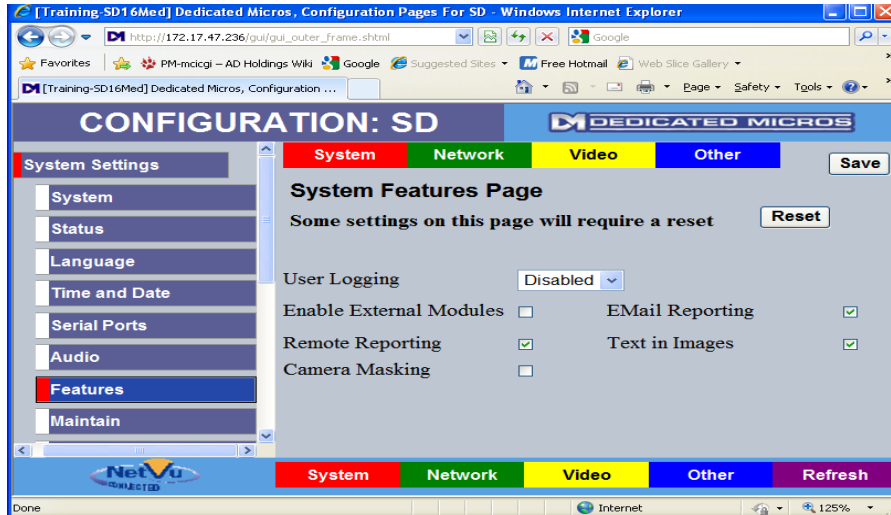 [Training-SD16Med] Dedicated Micros, Configuration Pages For SD - Windows Internet Explorer
http://172.17.47.236/gui/gui_outer_frame.shtml
Google
Favorites
PM-mcicgi – AD Holdings Wiki
Google
Suggested Sites
Free Hotmail
Web Slice Gallery
[Training-SD16Med] Dedicated Micros, Configuration ...
Page
Safety
Tools
CONFIGURATION: SD
DEDICATED MICROS
System Settings
System
Status
Language
Time and Date
Serial Ports
Audio
Features
Maintain
System
Network
Video
Other
Save
System Features Page
Some settings on this page will require a reset
Reset
User Logging
Disabled
Enable External Modules
EMail Reporting
Remote Reporting
Text in Images
Camera Masking
NetVu
CONNECTED
System
Network
Video
Other
Refresh
Done
Internet
125%